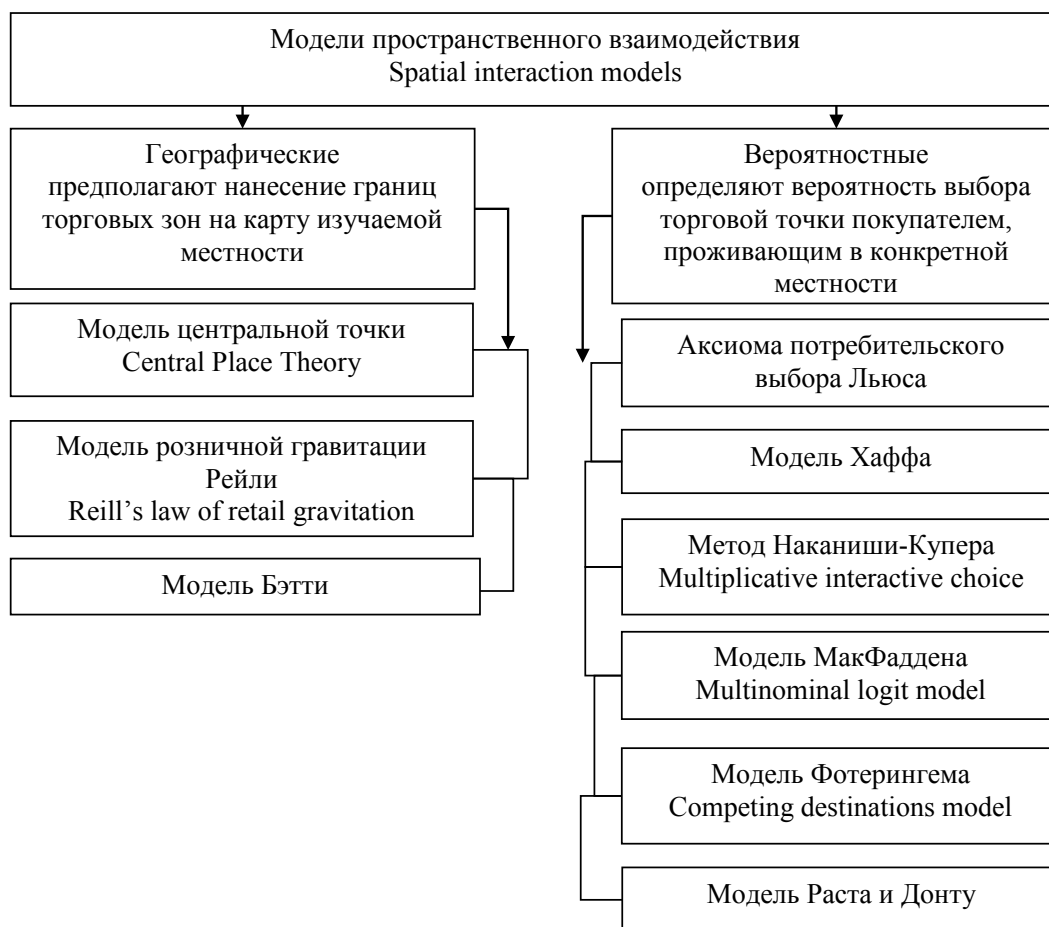 Модели пространственного взаимодействия
Spatial interaction models
Географические
предполагают нанесение границ
торговых зон на карту изучаемой
местности
Модель центральной точки
Central Place Theory
Модель розничной гравитации
Рейли
Reill’s law of retail gravitation
Модель Бэтти
Вероятностные
определяют вероятность выбора
торговой точки покупателем,
проживающим в конкретной
местности
Аксиома потребительского
выбора Льюса
Модель Хаффа
Метод Наканиши-Купера
Multiplicative interactive choice
Модель МакФаддена
Multinominal logit model
Модель Фотерингема
Competing destinations model
Модель Раста и Донту